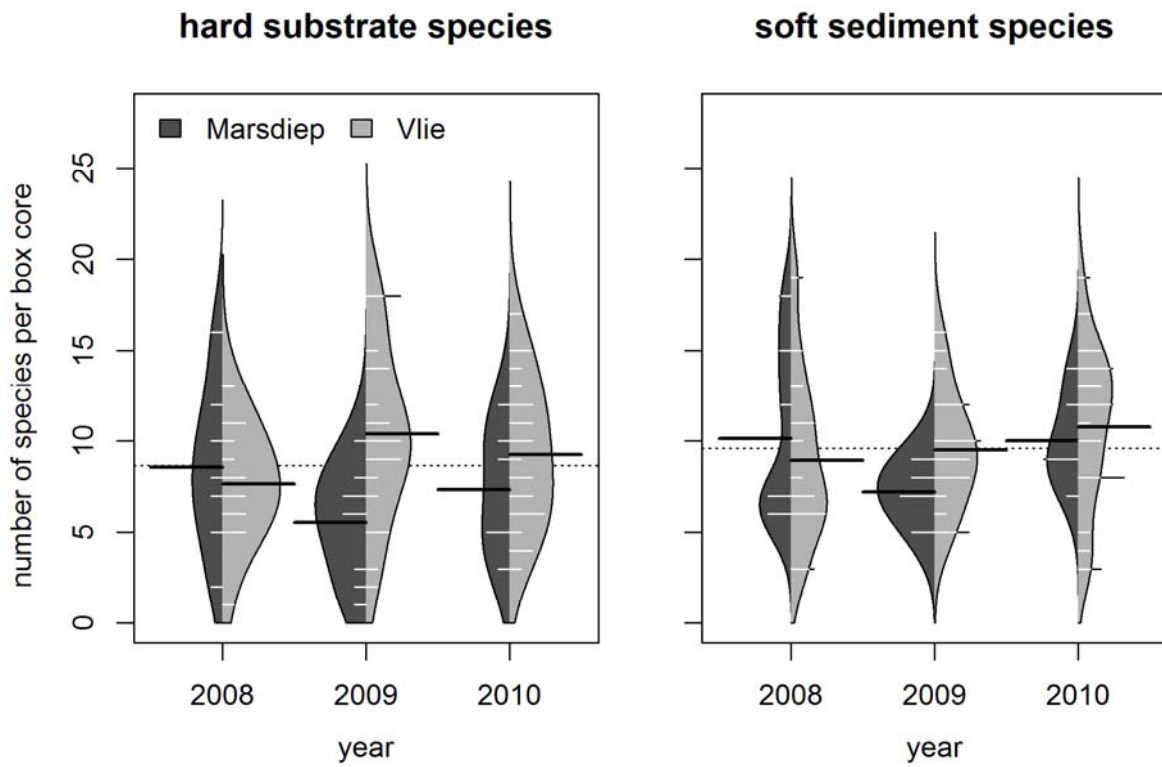 hard substrate species
soft sediment species
Marsdiep
Vlie
number of species per box core
25
20
15
10
5
0
2008
2009
2010
year
2008
2009
2010
year